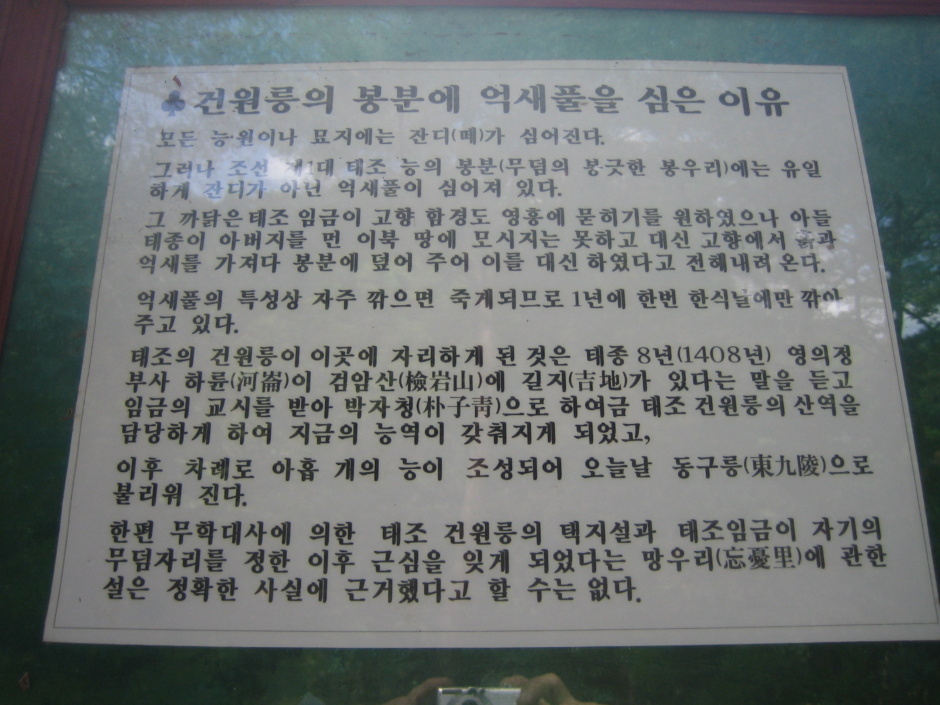 ♣ 건원릉의 봉분에 억새풀을 심은 이유
모든 능·원이나 묘지에는 잔디(떼)가 심어진다.
그러나 조선 제1대 태조 능의 봉분(무덤의 봉긋한 봉우리)에는 유일
하게 잔디가 아닌 억새풀이 심어져 있다.
그 까닭은 태조 임금이 고향 함경도 영흥에 묻히기를 원하였으나 아들
태종이 아버지를 먼 이북 땅에 모시지는 못하고 대신 고향에서 흙과
억새를 가져다 봉분에 덮어 주어 이를 대신 하였다고 전해내려 온다.
억새풀의 특성상 자주 깎으면 죽게되므로 1년에 한번 한식날에만 깎아
주고 있다.
태조의 건원릉이 이곳에 자리하게 된 것은 태종 8년(1408년) 영의정
부사 하륜(河崙)이 검암산(檢岩山)에 길지(吉地)가 있다는 말을 듣고
임금의 교시를 받아 박자청(朴子靑)으로 하여금 태조 건원릉의 산역을
담당하게 하여 지금의 능역이 갖춰지게 되었고,
이후 차례로 아홉 개의 능이 조성되어 오늘날 동구릉(東九陵)으로
불리워 진다.
한편 무학대사에 의한 태조 건원릉의 택지설과 태조임금이 자기의
무덤자리를 정한 이후 근심을 잊게 되었다는 망우리(忘憂里)에 관한
설은 정확한 사실에 근거했다고 할 수는 없다.